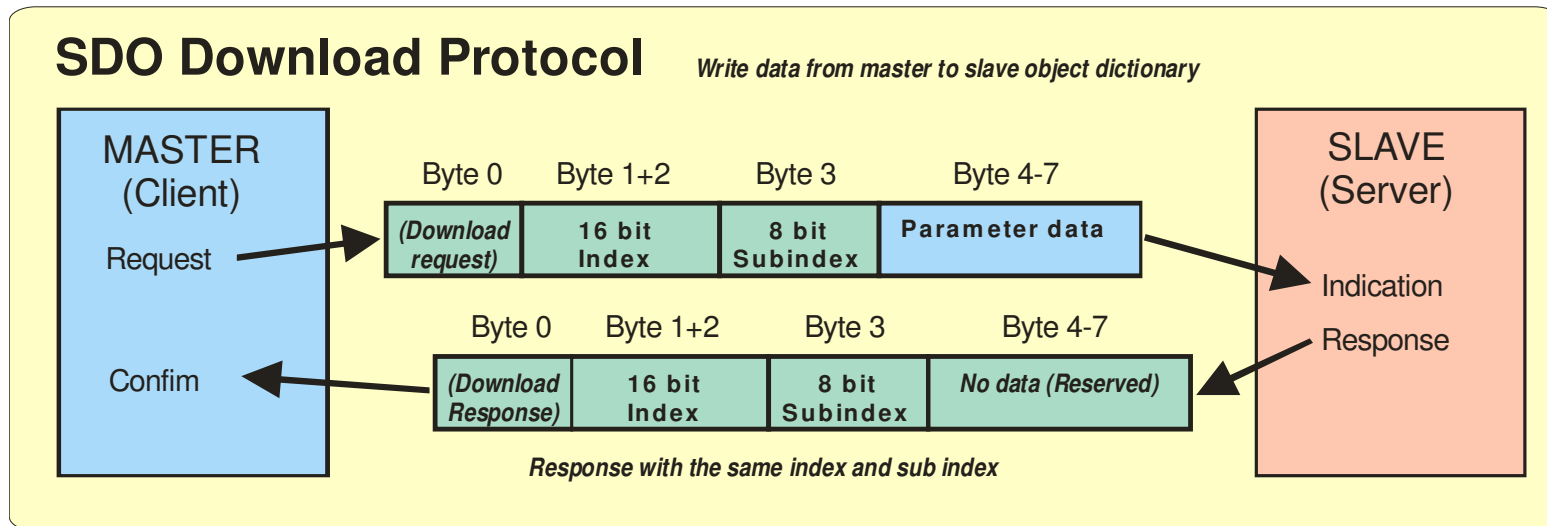 SDO Download Protocol
Write data from master to slave object dictionary
MASTER
(Client)
SLAVE
(Server)
Byte 0
Byte 1+2
Byte 3
Byte 4-7
Request
(Download
request)
16 bit
Index
8 bit
Subindex
Parameter data
Indication
Byte 0
Byte 1+2
Byte 3
Byte 4-7
Response
Confim
(Download
Response)
16 bit
Index
8 bit
Subindex
No data (Reserved)
Response with the same index and sub index